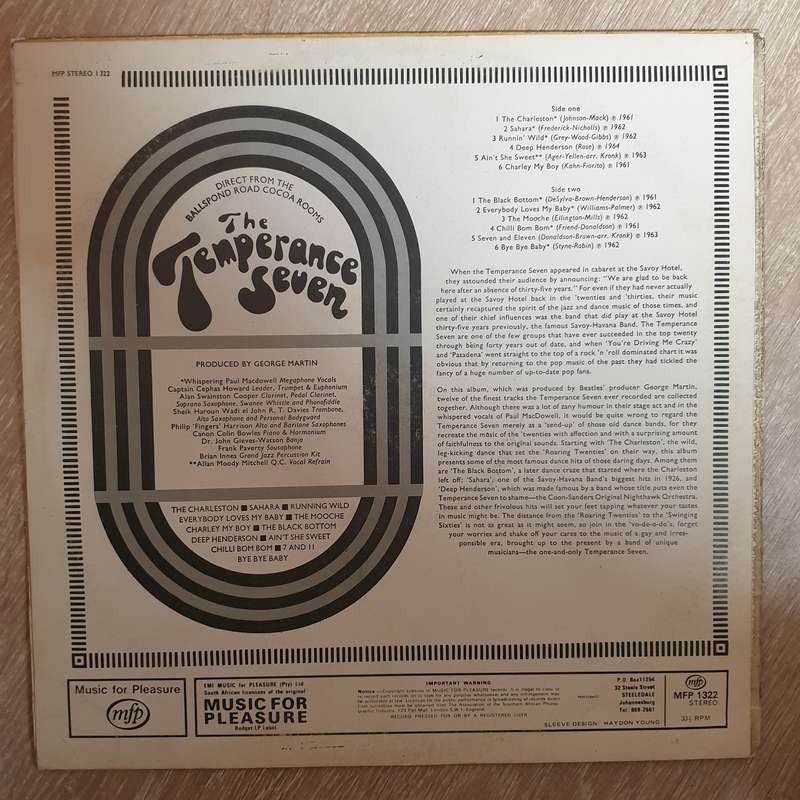 MFP STEREO 1322
DIRECT FROM THE
BALLSPOND ROAD COCOA ROOMS
The
Temperance
Seven
PRODUCED BY GEORGE MARTIN
*Whispering Paul Macdowell Megaphone Vocals
Captain Cephas Howard Leader, Trumpet & Euphonium
Alan Swainston Cooper Clarinet, Pedal Clarinet,
Soprano Saxophone, Swanee Whistle and Phonofiddle
Sheik Haroun Wadi el John R. T. Davies Trombone,
Alto Saxophone and Personal Bodyguard
Philip 'Fingers' Harrison Alto and Baritone Saxophones
Canon Colin Bowles Piano & Harmonium
Dr. John Gieves-Watson Banjo
Frank Paverty Sousaphone
Brian Innes Grand Jazz Percussion Kit
**Allan Moody Mitchell Q.C. Vocal Refrain
THE CHARLESTON ■ SAHARA ■ RUNNING WILD
EVERYBODY LOVES MY BABY ■ THE MOOCHE
CHARLEY MY BOY ■ THE BLACK BOTTOM
DEEP HENDERSON ■ AIN'T SHE SWEET
CHILLI BOM BOM ■ 7 AND 11
BYE BYE BABY
Side one
1 The Charleston* (Johnson-Mack) ℗ 1961
2 Sahara* (Frederick-Nicholls) ℗ 1962
3 Runnin' Wild* (Grey-Wood-Gibbs) ℗ 1962
4 Deep Henderson (Rose) ℗ 1964
5 Ain't She Sweet** (Ager-Yellen-arr. Kronk) ℗ 1963
6 Charley My Boy (Kahn-Fiorito) ℗ 1961
Side two
1 The Black Bottom* (DeSylva-Brown-Henderson) ℗ 1961
2 Everybody Loves My Baby* (Williams-Palmer) ℗ 1962
3 The Mooche (Ellington-Mills) ℗ 1962
4 Chilli Bom Bom* (Friend-Donaldson) ℗ 1961
5 Seven and Eleven (Donaldson-Brown-arr. Kronk) ℗ 1963
6 Bye Bye Baby* (Styne-Robin) ℗ 1962
When the Temperance Seven appeared in cabaret at the Savoy Hotel,
they astounded their audience by announcing: "We are glad to be back
here after an absence of thirty-five years." For even if they had never actually
played at the Savoy Hotel back in the 'twenties and 'thirties, their music
certainly recaptured the spirit of the jazz and dance music of those times, and
one of their chief influences was the band that did play at the Savoy Hotel
thirty-five years previously, the famous Savoy-Havana Band. The Temperance
Seven are one of the few groups that have ever succeeded in the top twenty
through being forty years out of date, and when 'You're Driving Me Crazy'
and 'Pasadena' went straight to the top of a rock 'n 'roll dominated chart it was
obvious that by returning to the pop music of the past they had tickled the
fancy of a huge number of up-to-date pop fans.
On this album, which was produced by Beatles' producer George Martin,
twelve of the finest tracks the Temperance Seven ever recorded are collected
together. Although there was a lot of zany humour in their stage act and in the
whispered vocals of Paul MacDowell, it would be quite wrong to regard the
Temperance Seven merely as a 'send-up' of those old dance bands, for they
recreate the music of the 'twenties with affection and with a surprising amount
of faithfulness to the original sounds. Starting with 'The Charleston', the wild,
leg-kicking dance that set the 'Roaring Twenties' on their way, this album
presents some of the most famous dance hits of those daring days. Among them
are 'The Black Bottom', a later dance craze that started where the Charleston
left off; 'Sahara', one of the Savoy-Havana Band's biggest hits in 1926, and
'Deep Henderson', which was made famous by a band whose title puts even the
Temperance Seven to shame—the Coon-Sanders Original Nighthawk Orchestra.
These and other frivolous hits will set your feet tapping whatever your tastes
in music might be. The distance from the 'Roaring Twenties' to the 'Swinging
Sixties' is not as great as it might seem, so join in the 'vo-de-o-do's, forget
your worries and shake off your cares to the music of a gay and irres-
ponsible era, brought up to the present by a band of unique
musicians—the one-and-only Temperance Seven.
Music for Pleasure
mfp
EMI MUSIC for PLEASURE (Pty) Ltd
South African licensees of the original
MUSIC FOR
PLEASURE
Budget LP Label
IMPORTANT WARNING
Notice—Copyright subsists in MUSIC FOR PLEASURE records. It is illegal to copy or
RECORD PRESSED FOR OR BY A REGISTERED USER
SLEEVE DESIGN: HAYDON YOUNG
P.O. Box11254
32 Steele Street
STEELEDALE
Johannesburg
Tel 869-2661
mfp
MFP 1322
STEREO
33⅓ RPM